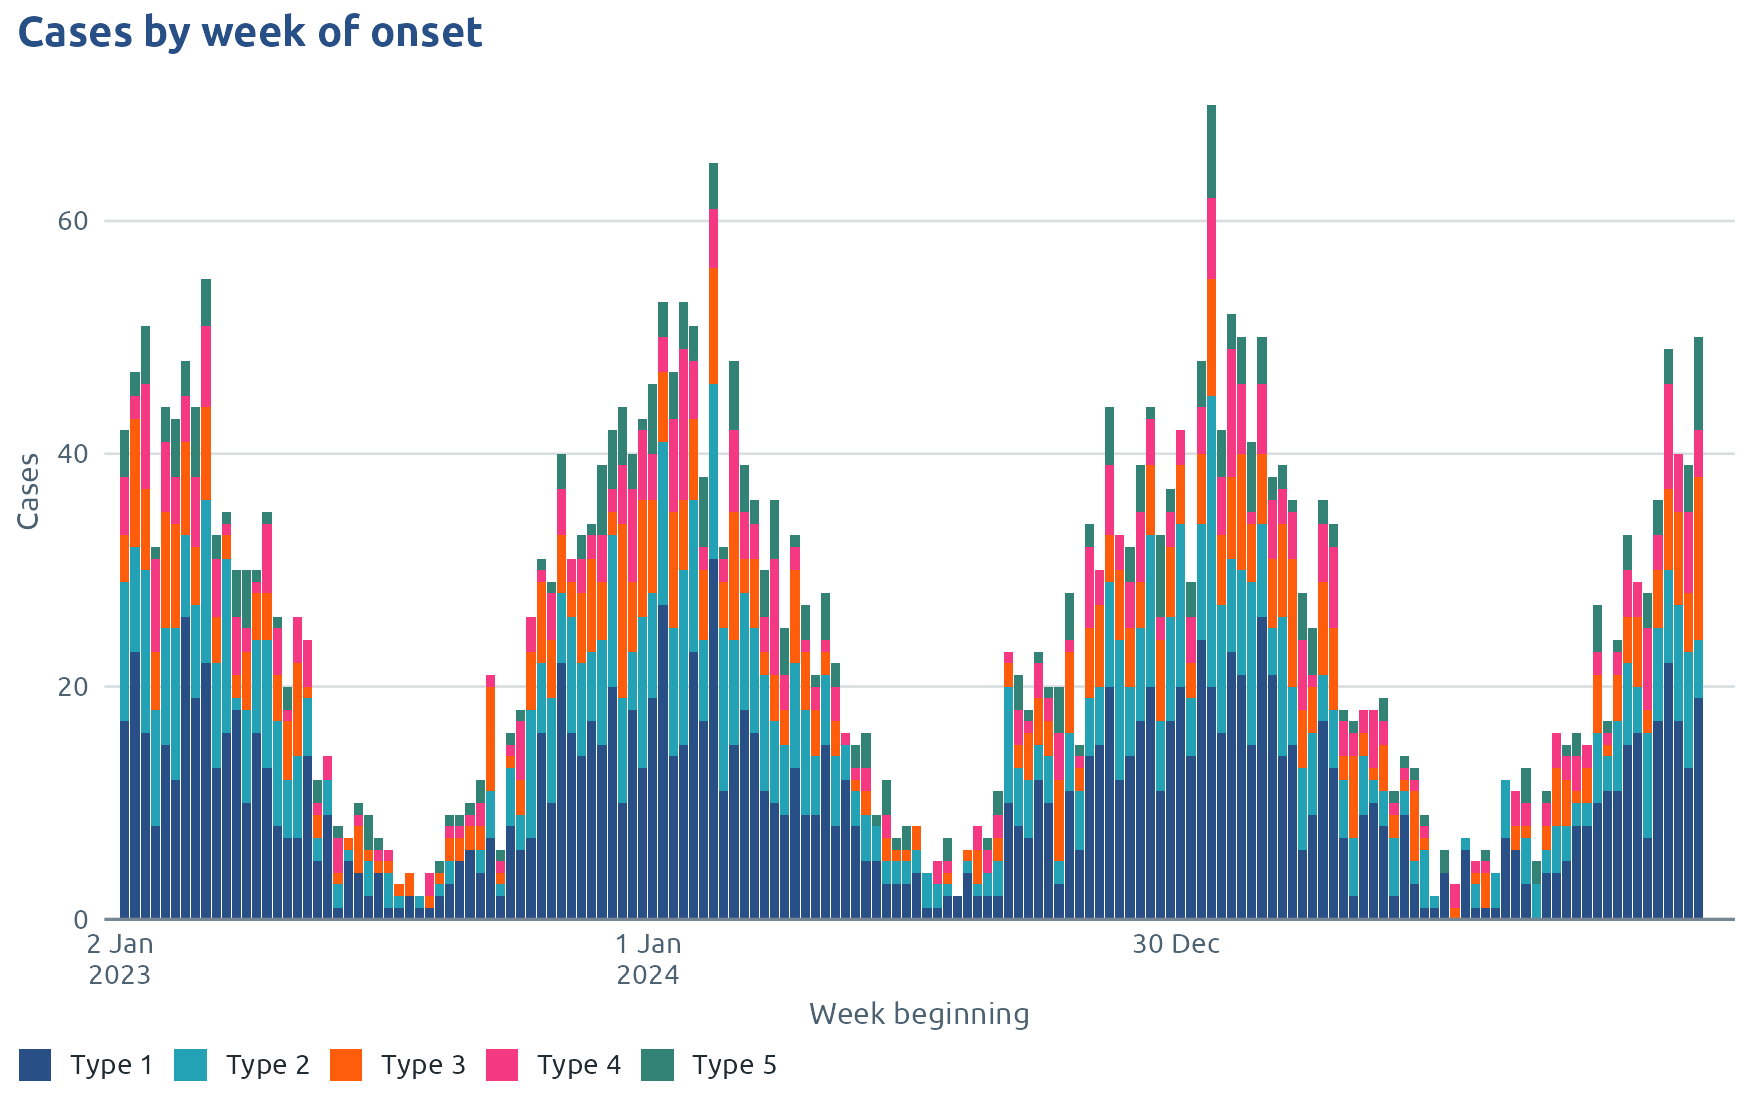 Cases by week of onset
Cases
60
40
20
0
2 Jan
2023
1 Jan
2024
30 Dec
Week beginning
Type 1
Type 2
Type 3
Type 4
Type 5